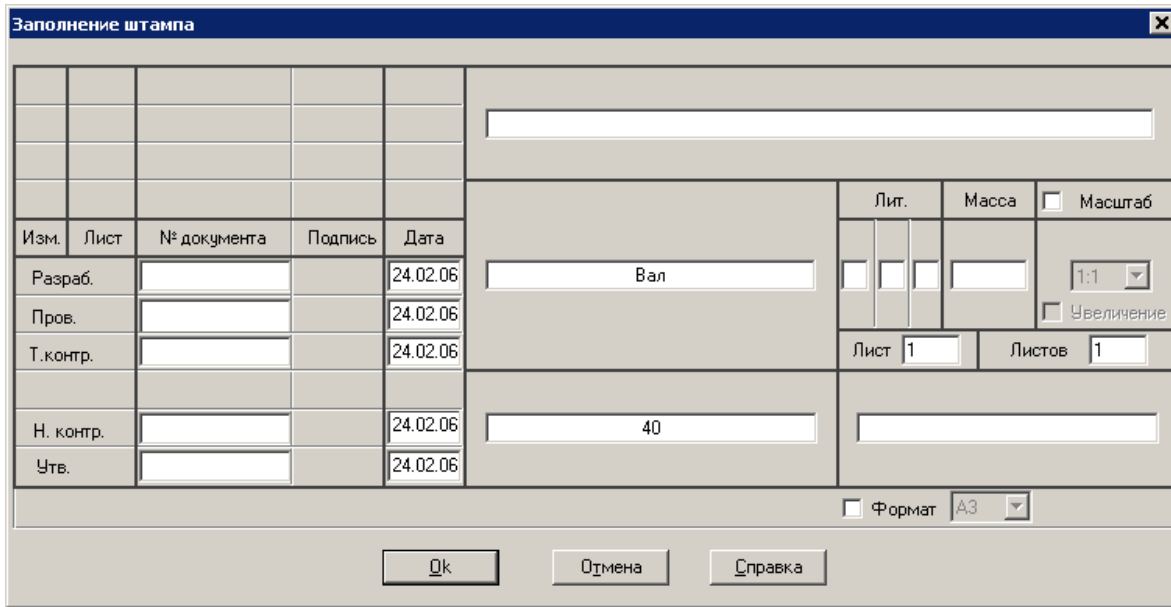 Заполнение штампа
Лит. Масса Масштаб
Изм. Лист № документа Подпись Дата
Разраб. 24.02.06 Вал 1:1
Пров. 24.02.06 Увеличение
Т.контр. 24.02.06 Лист 1 Листов 1
Н. контр. 24.02.06 40
Утв. 24.02.06
Формат А3
Ok Отмена Справка